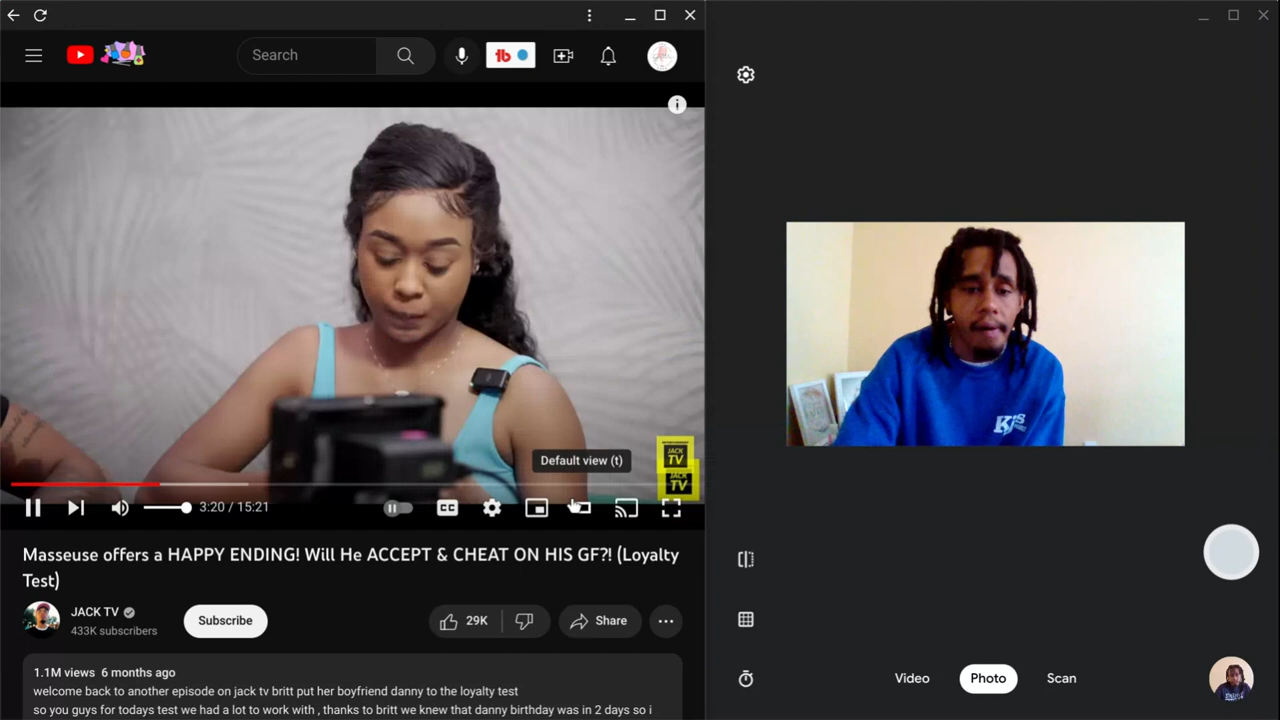 Search
JACK
TV
JACK
TV
Default view (t)
CC
3:20 / 15:21
Masseuse offers a HAPPY ENDING! Will He ACCEPT & CHEAT ON HIS GF?! (Loyalty
Test)
JACK TV
433K subscribers
Subscribe
29K
Share
1.1M views 6 months ago
welcome back to another episode on jack tv britt put her boyfriend danny to the loyalty test
so you guys for todays test we had a lot to work with , thanks to britt we knew that danny birthday was in 2 days so i
Video
Photo
Scan